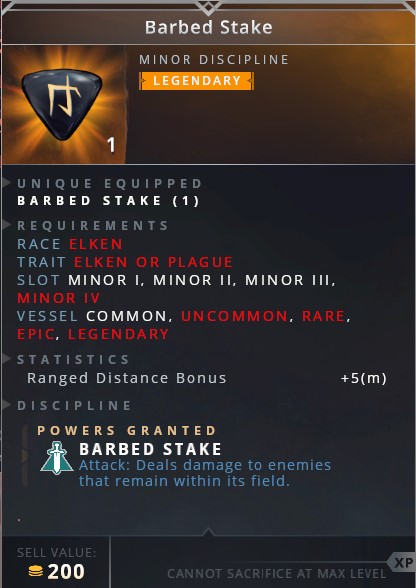 Barbed Stake
MINOR DISCIPLINE
LEGENDARY
1
UNIQUE EQUIPPED
BARBED STAKE (1)
REQUIREMENTS
RACE ELKEN
TRAIT ELKEN OR PLAGUE
SLOT MINOR I, MINOR II, MINOR III,
MINOR IV
VESSEL COMMON, UNCOMMON, RARE,
EPIC, LEGENDARY
STATISTICS
Ranged Distance Bonus +5(m)
DISCIPLINE
POWERS GRANTED
BARBED STAKE
Attack: Deals damage to enemies
that remain within its field.
.
SELL VALUE:
200
XP
CANNOT SACRIFICE AT MAX LEVEL